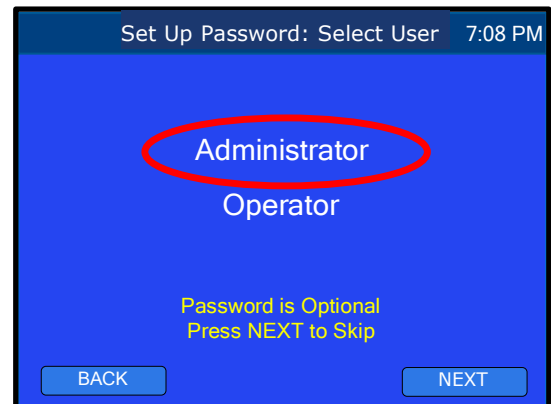 Set Up Password: Select User 7:08 PM
Administrator
Operator
Password is Optional
Press NEXT to Skip
BACK NEXT